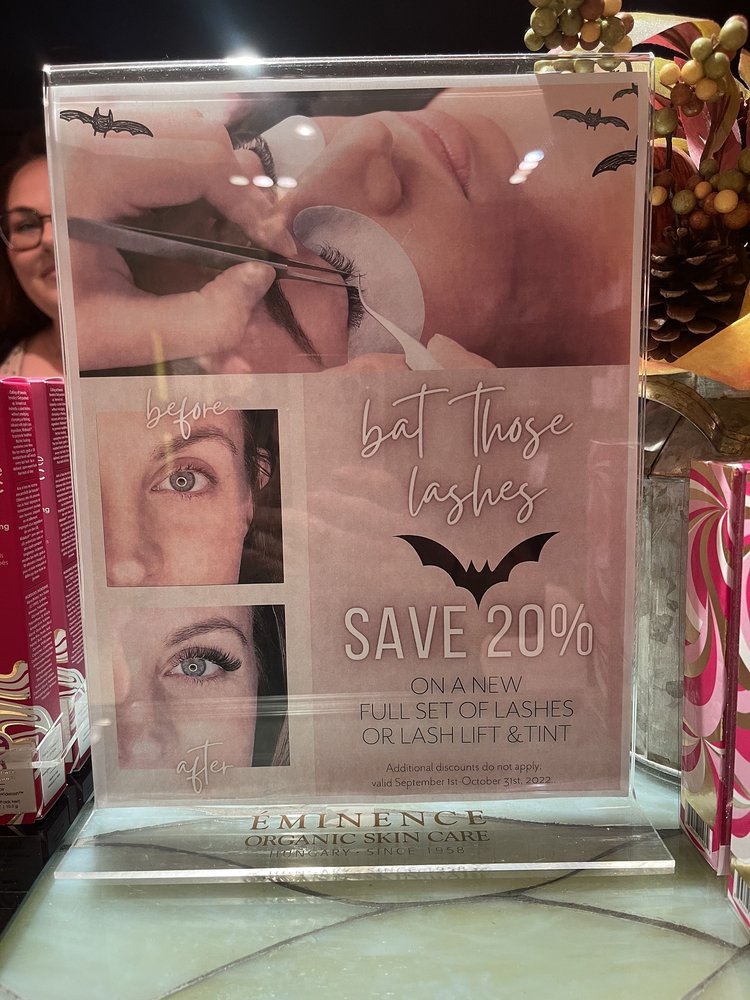 before
bat those
lashes
SAVE 20%
ON A NEW
FULL SET OF LASHES
OR LASH LIFT &TINT
after
Additional discounts do not apply.
valid September 1st-October 31st, 2022.
ÉMINENCE
ORGANIC SKIN CARE
HUNGARY · SINCE 1958